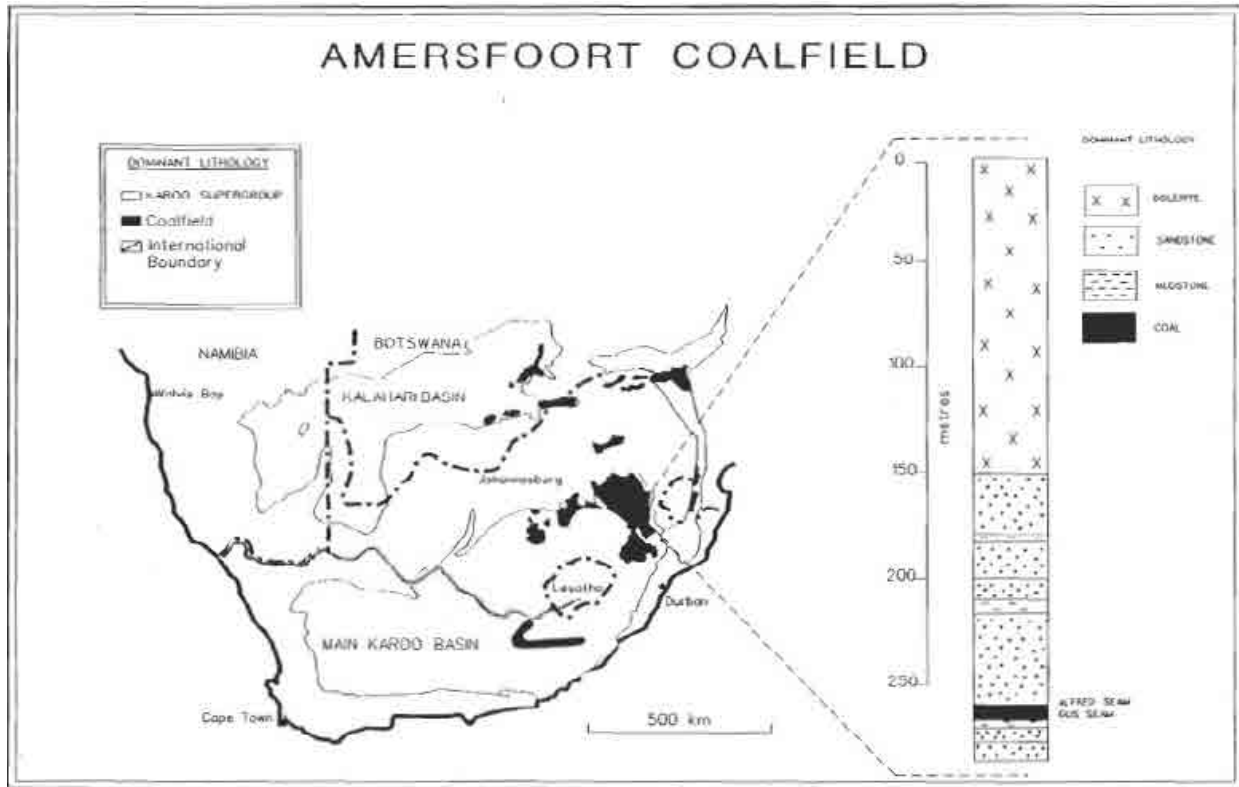 AMERSFOORT COALFIELD
DOMINANT LITHOLOGY
KAROO SUPERGROUP
Coalfield
International
Boundary
NAMIBIA
BOTSWANA
Walvis Bay
KALAHARI BASIN
Johannesburg
Lesotho
Durban
MAIN KAROO BASIN
Cape Town
500 km
DOMINANT LITHOLOGY
0
50
100
150
200
250
metres
DOLERITE
SANDSTONE
MUDSTONE
COAL
ALFRED SEAM
GUS SEAM